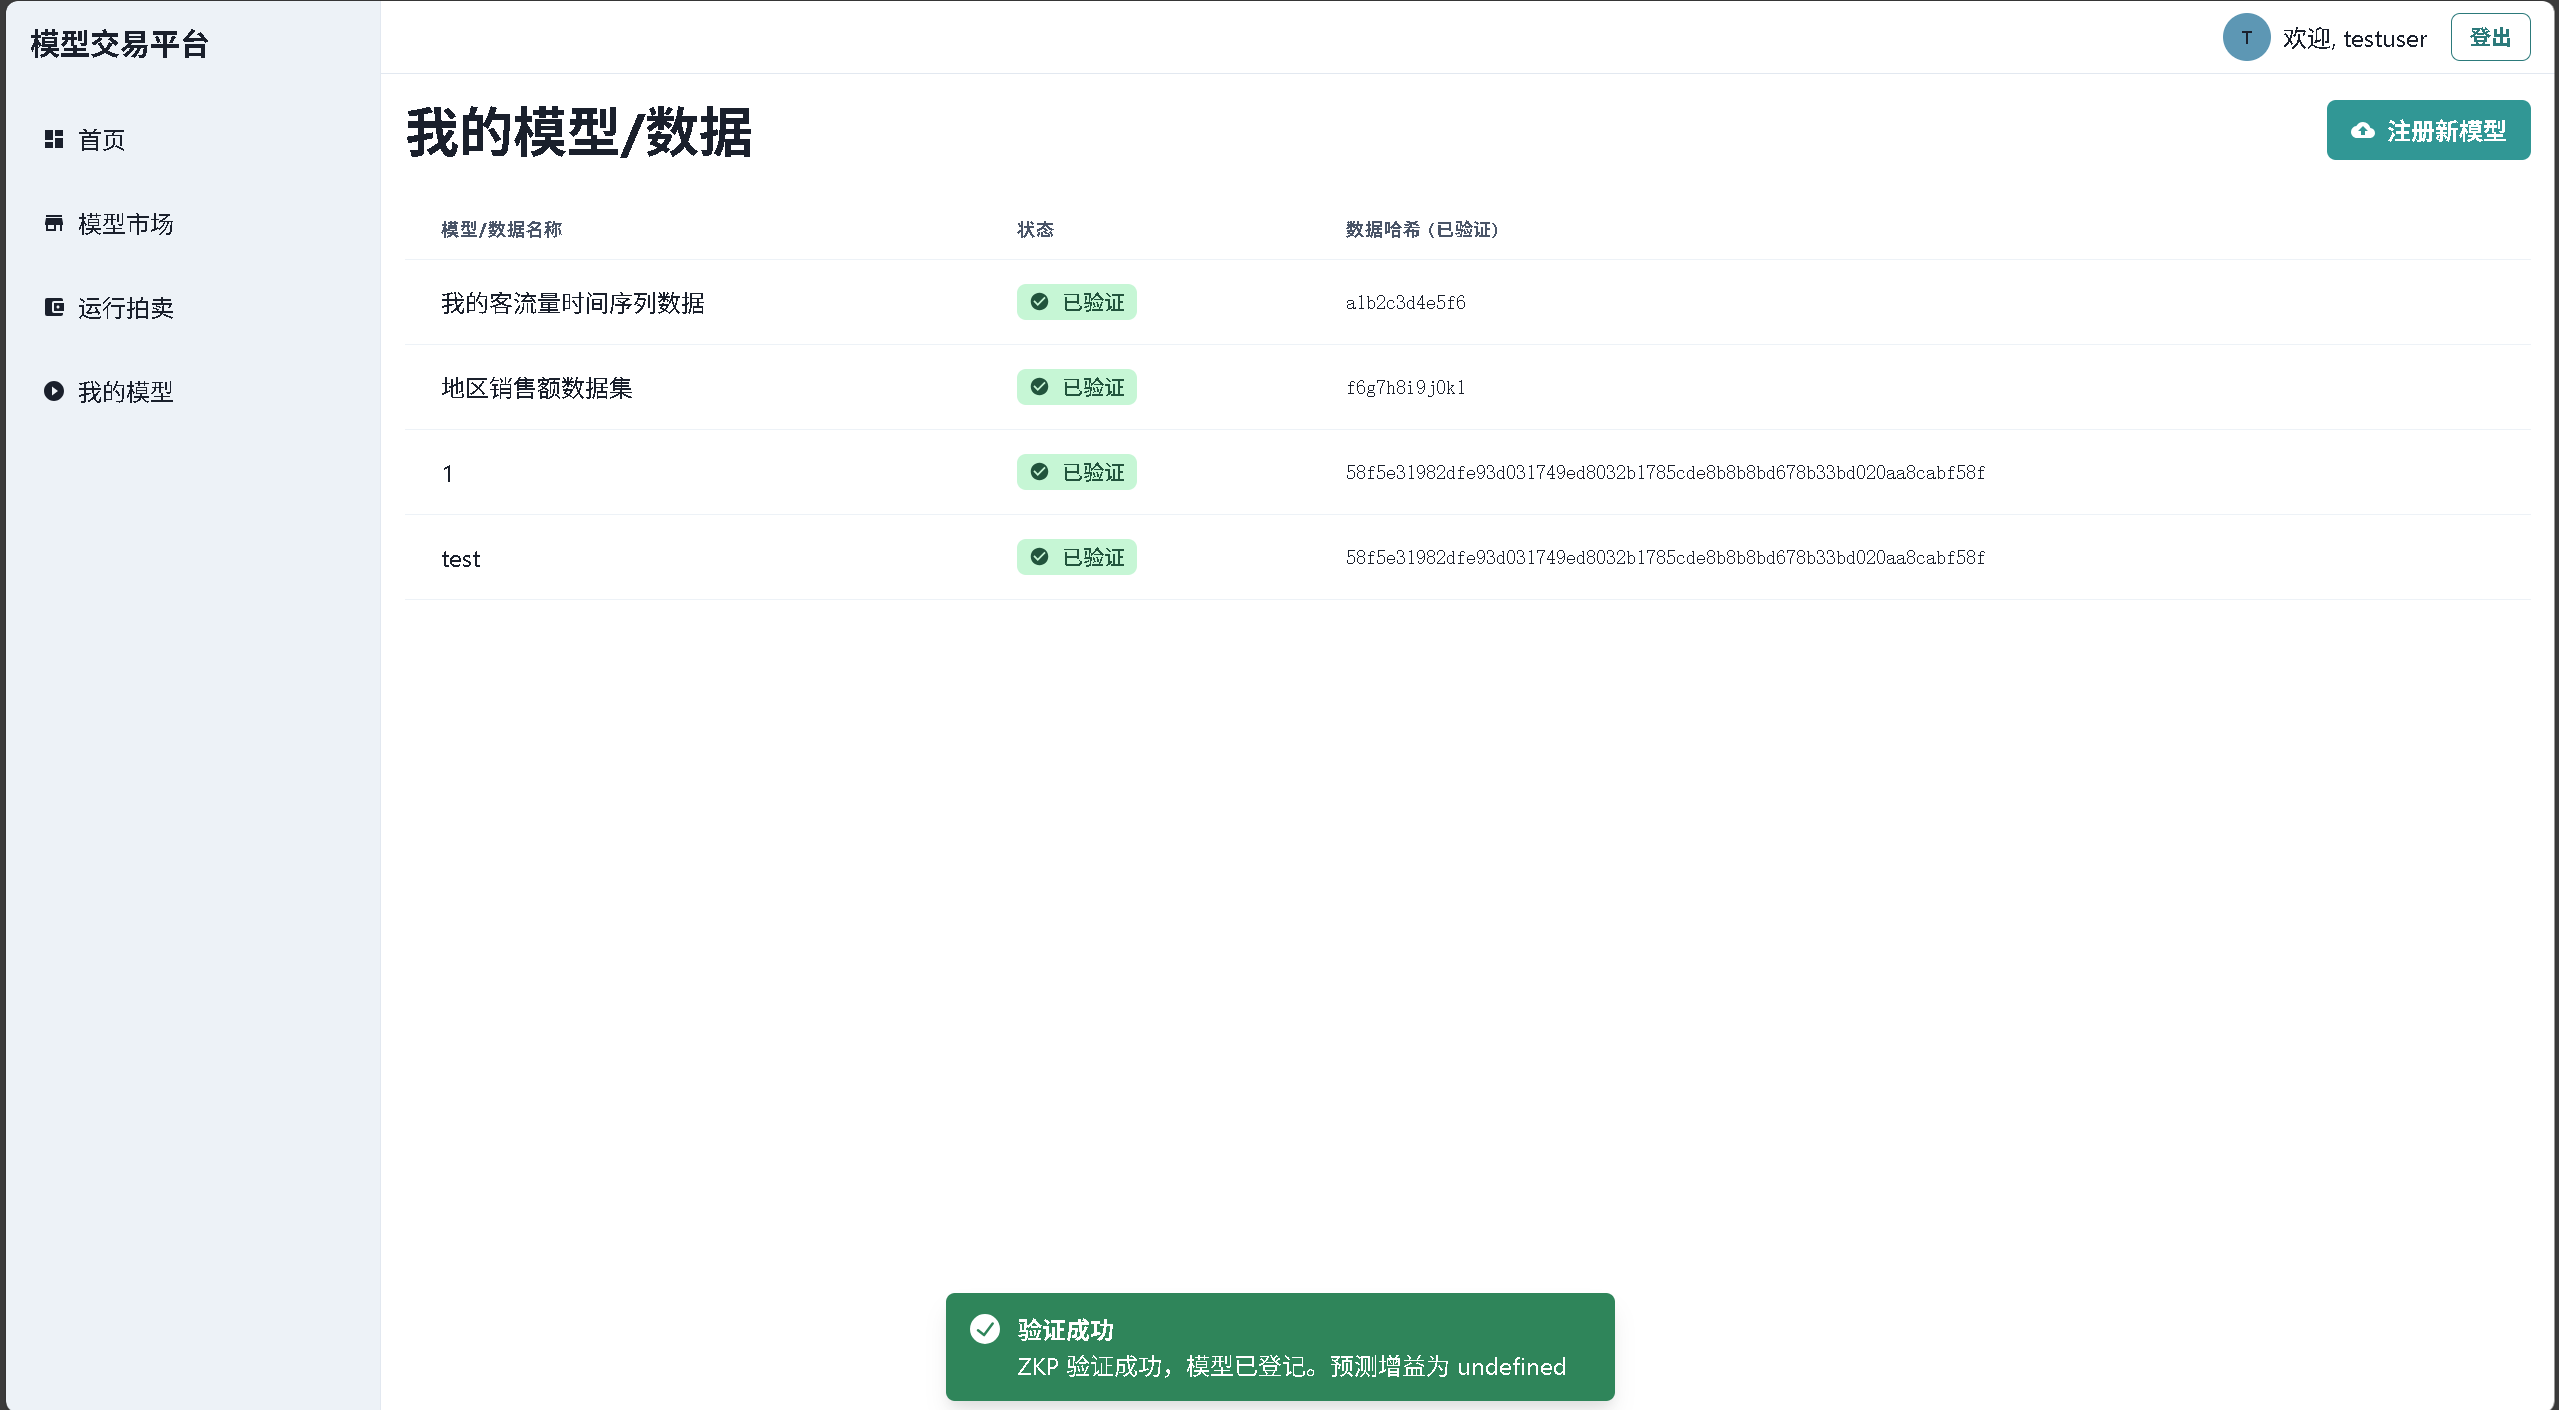 模型交易平台
T 欢迎, testuser 登出
首页
模型市场
运行拍卖
我的模型
我的模型/数据
注册新模型
模型/数据名称 状态 数据哈希 (已验证)
我的客流量时间序列数据 已验证 a1b2c3d4e5f6
地区销售额数据集 已验证 f6g7h8i9j0k1
1 已验证 58f5e31982dfe93d031749ed8032b1785cde8b8b8bd678b33bd020aa8cabf58f
test 已验证 58f5e31982dfe93d031749ed8032b1785cde8b8b8bd678b33bd020aa8cabf58f
验证成功
ZKP 验证成功，模型已登记。预测增益为 undefined